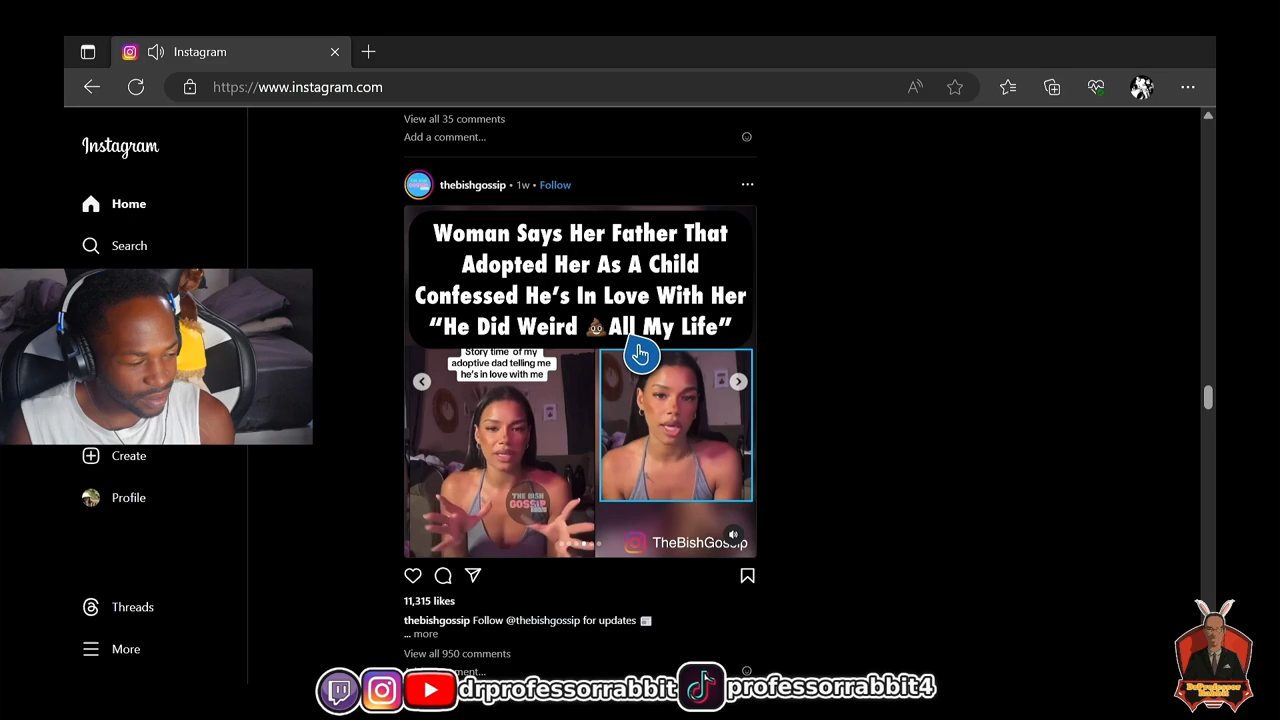 Instagram
https://www.instagram.com
Instagram
Home
Search
Create
Profile
Threads
More
View all 35 comments
Add a comment...
thebishgossip • 1w • Follow
Woman Says Her Father That
Adopted Her As A Child
Confessed He's In Love With Her
"He Did Weird 💩All My Life"
Story time of my
adoptive dad telling me
he's in love with me
THE BISH
GOSSIP
TheBishGossip
11,315 likes
thebishgossip Follow @thebishgossip for updates 📰
... more
View all 950 comments
drprofessorrabbit
professorrabbit4
DrProfessor
Rabbit